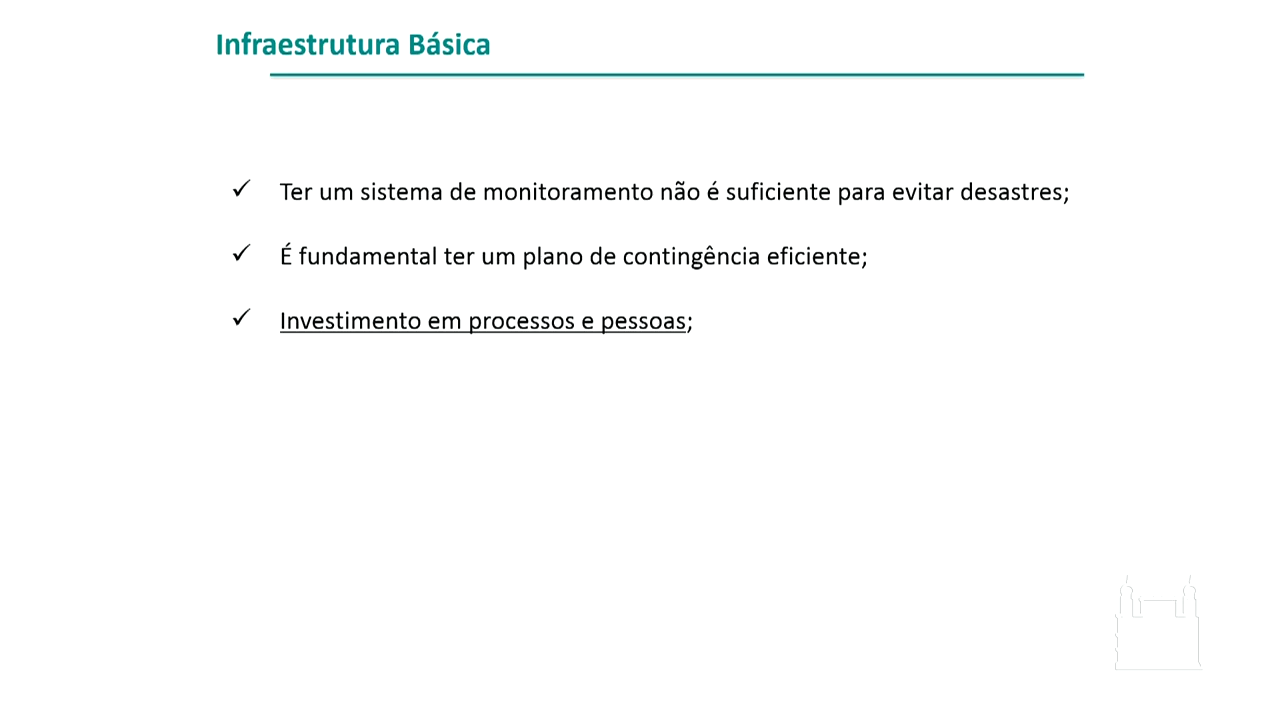 Infraestrutura Básica
✓ Ter um sistema de monitoramento não é suficiente para evitar desastres;
✓ É fundamental ter um plano de contingência eficiente;
✓ Investimento em processos e pessoas;